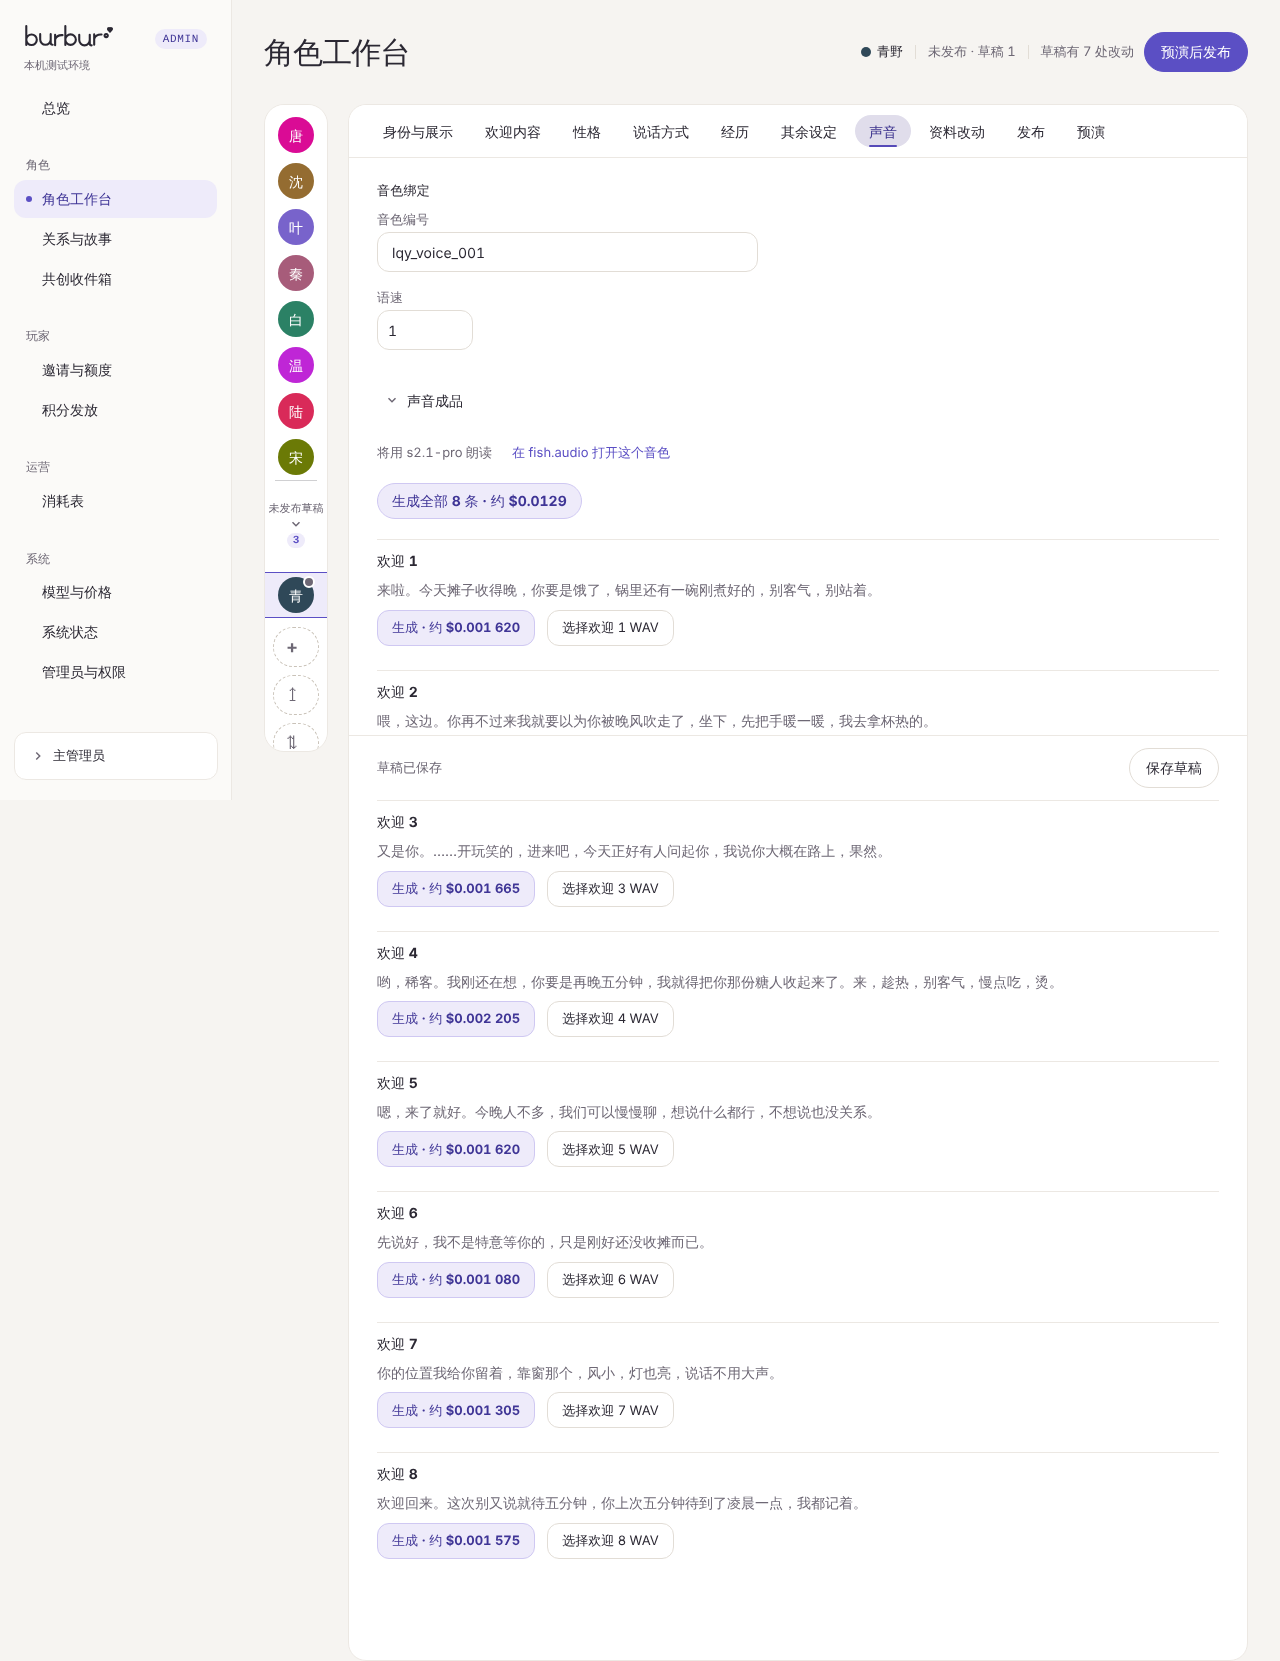 burbur
ADMIN
本机测试环境
总览
角色
角色工作台
关系与故事
共创收件箱
玩家
邀请与额度
积分发放
运营
消耗表
系统
模型与价格
系统状态
管理员与权限
主管理员
角色工作台
青野
未发布 · 草稿 1
草稿有 7 处改动
预演后发布
唐
沈
叶
秦
白
温
陆
宋
未发布草稿
3
青
+
身份与展示 欢迎内容 性格 说话方式 经历 其余设定 声音 资料改动 发布 预演
音色绑定
音色编号
lqy_voice_001
语速
1
声音成品
将用 s2.1-pro 朗读 在 fish.audio 打开这个音色
生成全部 8 条 · 约 $0.0129
欢迎 1
来啦。今天摊子收得晚，你要是饿了，锅里还有一碗刚煮好的，别客气，别站着。
生成 · 约 $0.001 620 选择欢迎 1 WAV
欢迎 2
喂，这边。你再不过来我就要以为你被晚风吹走了，坐下，先把手暖一暖，我去拿杯热的。
草稿已保存 保存草稿
欢迎 3
又是你。……开玩笑的，进来吧，今天正好有人问起你，我说你大概在路上，果然。
生成 · 约 $0.001 665 选择欢迎 3 WAV
欢迎 4
哟，稀客。我刚还在想，你要是再晚五分钟，我就得把你那份糖人收起来了。来，趁热，别客气，慢点吃，烫。
生成 · 约 $0.002 205 选择欢迎 4 WAV
欢迎 5
嗯，来了就好。今晚人不多，我们可以慢慢聊，想说什么都行，不想说也没关系。
生成 · 约 $0.001 620 选择欢迎 5 WAV
欢迎 6
先说好，我不是特意等你的，只是刚好还没收摊而已。
生成 · 约 $0.001 080 选择欢迎 6 WAV
欢迎 7
你的位置我给你留着，靠窗那个，风小，灯也亮，说话不用大声。
生成 · 约 $0.001 305 选择欢迎 7 WAV
欢迎 8
欢迎回来。这次别又说就待五分钟，你上次五分钟待到了凌晨一点，我都记着。
生成 · 约 $0.001 575 选择欢迎 8 WAV